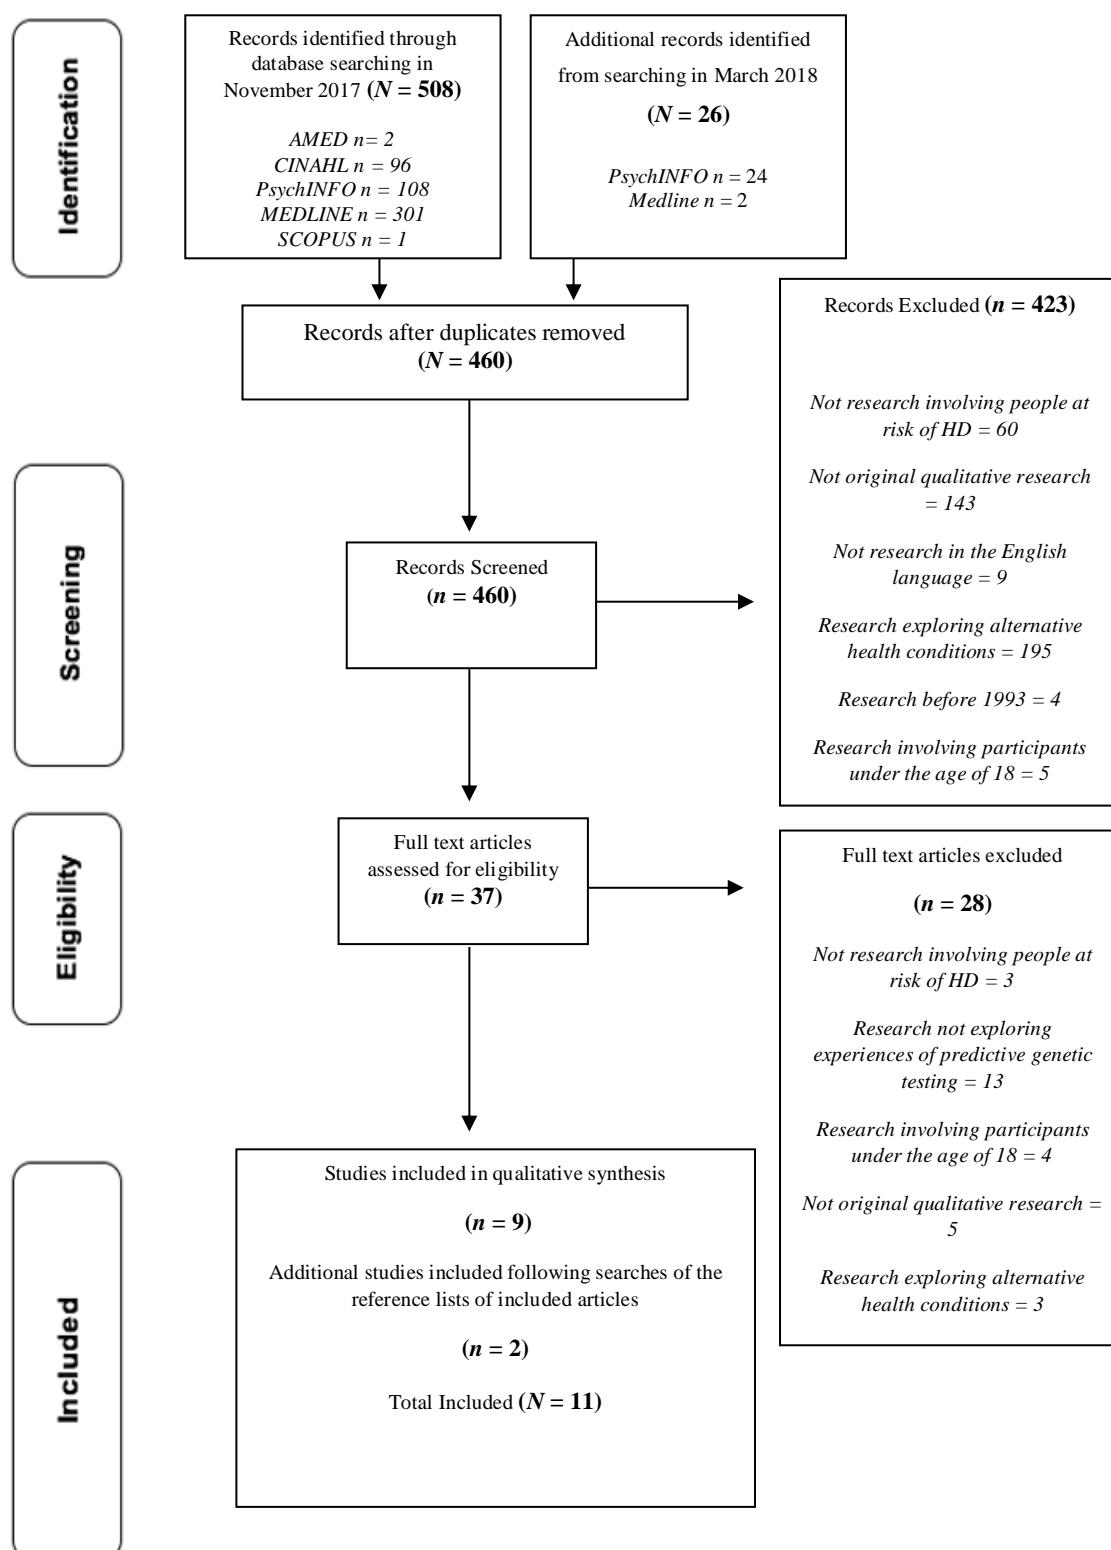 Identification
Records identified through
database searching in
November 2017 (N = 508)
AMED n= 2
CINAHL n = 96
PsychINFO n = 108
MEDLINE n = 301
SCOPUS n = 1
Additional records identified
from searching in March 2018
(N = 26)
PsychINFO n = 24
Medline n = 2
Records after duplicates removed
(N = 460)
Records Excluded (n = 423)
Not research involving people at
risk of HD = 60
Not original qualitative research
= 143
Not research in the English
language = 9
Research exploring alternative
health conditions = 195
Research before 1993 = 4
Research involving participants
under the age of 18 = 5
Screening
Records Screened
(n = 460)
Eligibility
Full text articles
assessed for eligibility
(n = 37)
Full text articles excluded
(n = 28)
Not research involving people at
risk of HD = 3
Research not exploring
experiences of predictive genetic
testing = 13
Research involving participants
under the age of 18 = 4
Not original qualitative research =
5
Research exploring alternative
health conditions = 3
Included
Studies included in qualitative synthesis
(n = 9)
Additional studies included following searches of the
reference lists of included articles
(n = 2)
Total Included (N = 11)